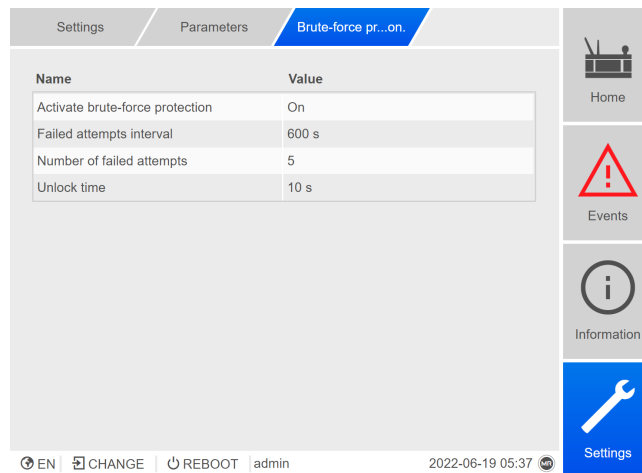 Settings Parameters Brute-force pr...on.
Name Value
Activate brute-force protection On
Failed attempts interval 600 s
Number of failed attempts 5
Unlock time 10 s
Home
Events
Information
Settings
EN CHANGE REBOOT admin 2022-06-19 05:37 MR